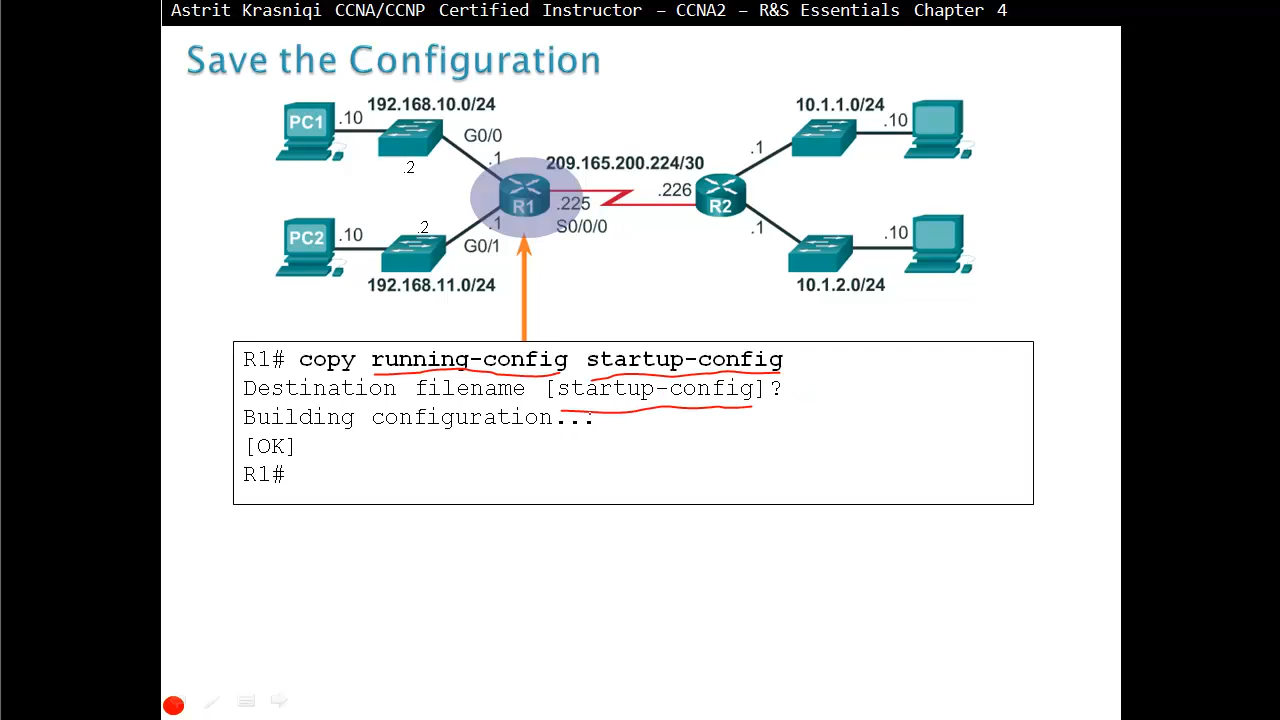 Astrit Krasniqi CCNA/CCNP Certified Instructor – CCNA2 – R&S Essentials Chapter 4
Save the Configuration
192.168.10.0/24
10.1.1.0/24
PC1
.10
G0/0
.10
.2
.1
.1
209.165.200.224/30
R1
.225
.226
R2
S0/0/0
PC2
.10
.2
.1
G0/1
.1
.10
192.168.11.0/24
10.1.2.0/24
R1# copy running-config startup-config
Destination filename [startup-config]?
Building configuration...
[OK]
R1#